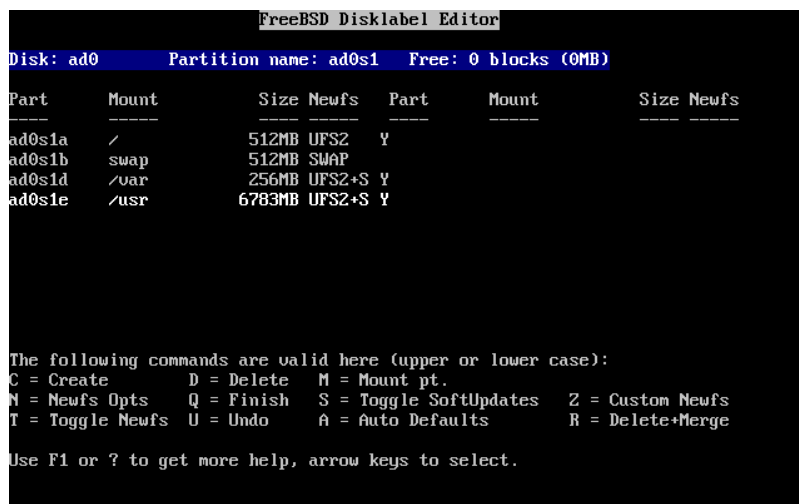 FreeBSD Disklabel Editor
Disk: ad0 Partition name: ad0s1 Free: 0 blocks (0MB)
Part Mount Size Newfs Part Mount Size Newfs
---- ----- ---- ----- ---- ----- ---- -----
ad0s1a / 512MB UFS2 Y
ad0s1b swap 512MB SWAP
ad0s1d /var 256MB UFS2+S Y
ad0s1e /usr 6783MB UFS2+S Y
The following commands are valid here (upper or lower case):
C = Create D = Delete M = Mount pt.
N = Newfs Opts Q = Finish S = Toggle SoftUpdates Z = Custom Newfs
T = Toggle Newfs U = Undo A = Auto Defaults R = Delete+Merge
Use F1 or ? to get more help, arrow keys to select.